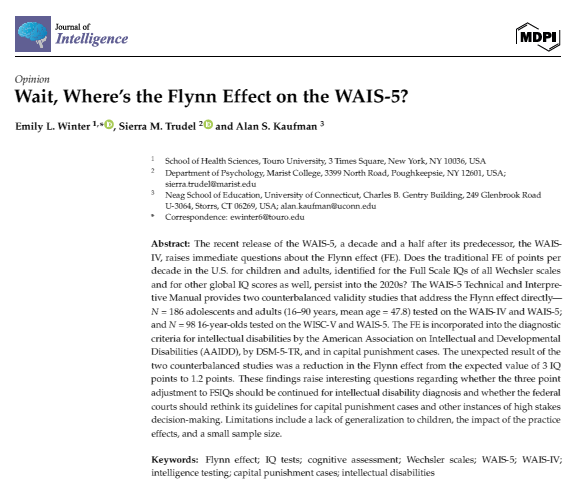 Journal of
Intelligence
MDPI
Opinion
Wait, Where's the Flynn Effect on the WAIS-5?
Emily L. Winter 1,*, Sierra M. Trudel 2 and Alan S. Kaufman 3
1 School of Health Sciences, Touro University, 3 Times Square, New York, NY 10036, USA
2 Department of Psychology, Marist College, 3399 North Road, Poughkeepsie, NY 12601, USA;
sierra.trudel@marist.edu
3 Neag School of Education, University of Connecticut, Charles B. Gentry Building, 249 Glenbrook Road
U-3064, Storrs, CT 06269, USA; alan.kaufman@uconn.edu
* Correspondence: ewinter6@touro.edu
Abstract: The recent release of the WAIS-5, a decade and a half after its predecessor, the WAIS-
IV, raises immediate questions about the Flynn effect (FE). Does the traditional FE of points per
decade in the U.S. for children and adults, identified for the Full Scale IQs of all Wechsler scales
and for other global IQ scores as well, persist into the 2020s? The WAIS-5 Technical and Interpre-
tive Manual provides two counterbalanced validity studies that address the Flynn effect directly—
N = 186 adolescents and adults (16–90 years, mean age = 47.8) tested on the WAIS-IV and WAIS-5;
and N = 98 16-year-olds tested on the WISC-V and WAIS-5. The FE is incorporated into the diagnostic
criteria for intellectual disabilities by the American Association on Intellectual and Developmental
Disabilities (AAIDD), by DSM-5-TR, and in capital punishment cases. The unexpected result of the
two counterbalanced studies was a reduction in the Flynn effect from the expected value of 3 IQ
points to 1.2 points. These findings raise interesting questions regarding whether the three point
adjustment to FSIQs should be continued for intellectual disability diagnosis and whether the federal
courts should rethink its guidelines for capital punishment cases and other instances of high stakes
decision-making. Limitations include a lack of generalization to children, the impact of the practice
effects, and a small sample size.
Keywords: Flynn effect; IQ tests; cognitive assessment; Wechsler scales; WAIS-5; WAIS-IV;
intelligence testing; capital punishment cases; intellectual disabilities